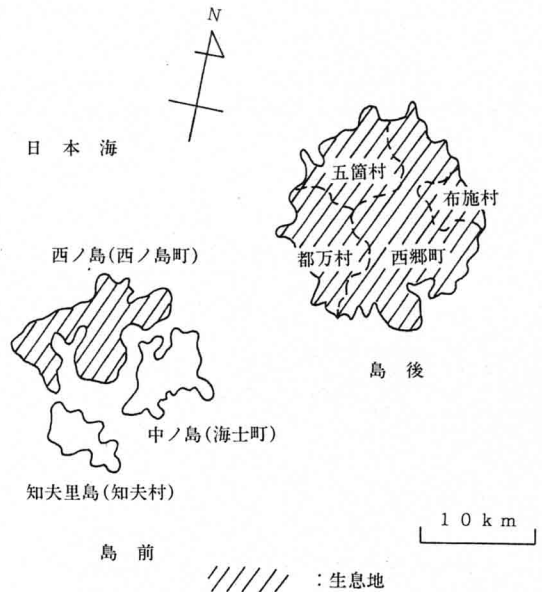 N
日本海
五箇村
布施村
西ノ島(西ノ島町)
都万村
西郷町
島後
中ノ島(海士町)
知夫里島(知夫村)
10km
島前
:生息地